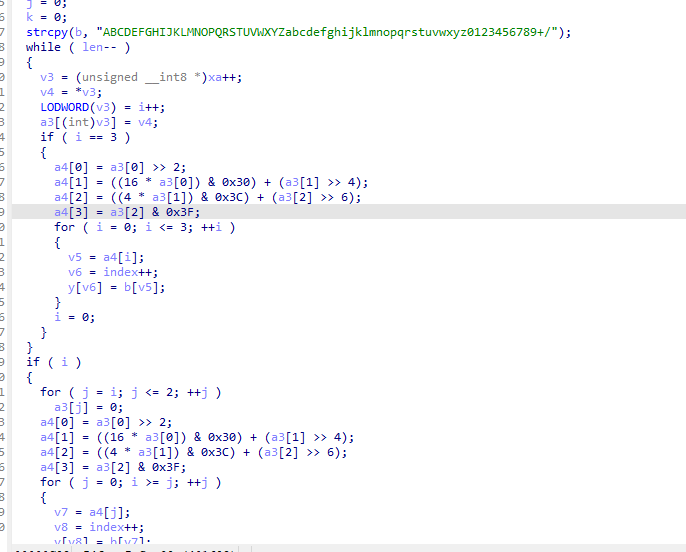 j = 0;
k = 0;
strcpy(b, "ABCDEFGHIJKLMNOPQRSTUVWXYZabcdefghijklmnopqrstuvwxyz0123456789+/");
while ( len-- )
{
v3 = (unsigned __int8 *)xa++;
v4 = *v3;
LODWORD(v3) = i++;
a3[(int)v3] = v4;
if ( i == 3 )
{
a4[0] = a3[0] >> 2;
a4[1] = ((16 * a3[0]) & 0x30) + (a3[1] >> 4);
a4[2] = ((4 * a3[1]) & 0x3C) + (a3[2] >> 6);
a4[3] = a3[2] & 0x3F;
for ( i = 0; i <= 3; ++i )
{
v5 = a4[i];
v6 = index++;
y[v6] = b[v5];
}
i = 0;
}
}
if ( i )
{
for ( j = i; j <= 2; ++j )
a3[j] = 0;
a4[0] = a3[0] >> 2;
a4[1] = ((16 * a3[0]) & 0x30) + (a3[1] >> 4);
a4[2] = ((4 * a3[1]) & 0x3C) + (a3[2] >> 6);
a4[3] = a3[2] & 0x3F;
for ( j = 0; i >= j; ++j )
{
v7 = a4[j];
v8 = index++;
y[v8] = b[v7];